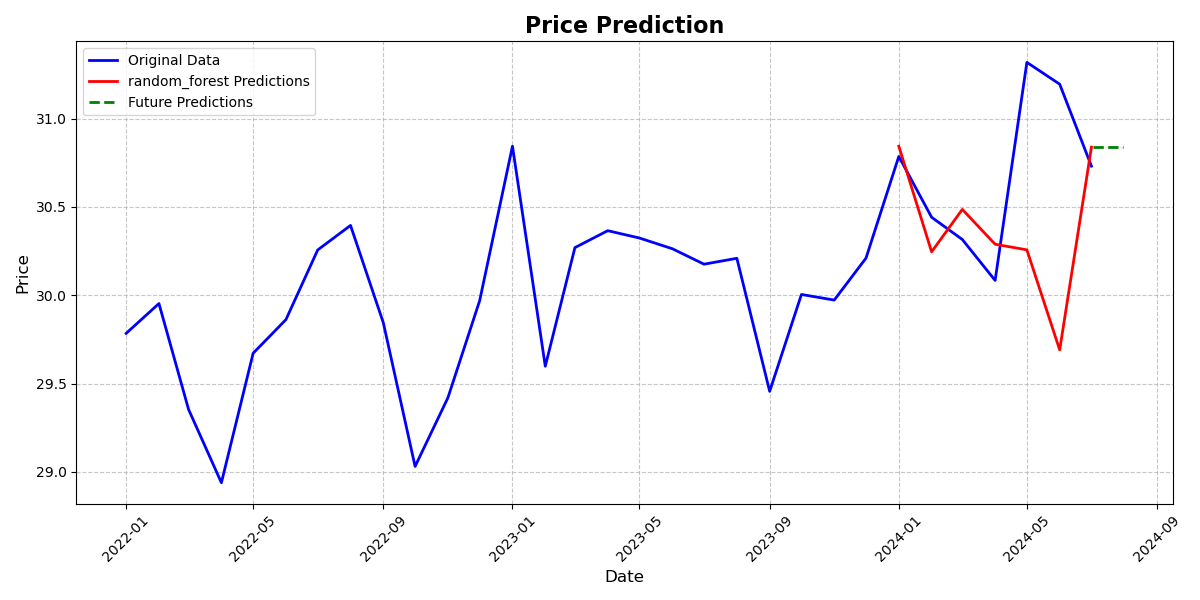 Price Prediction
Original Data
random_forest Predictions
Future Predictions
Price
31.0
30.5
30.0
29.5
29.0
2022-01
2022-05
2022-09
2023-01
2023-05
2023-09
2024-01
2024-05
2024-09
Date